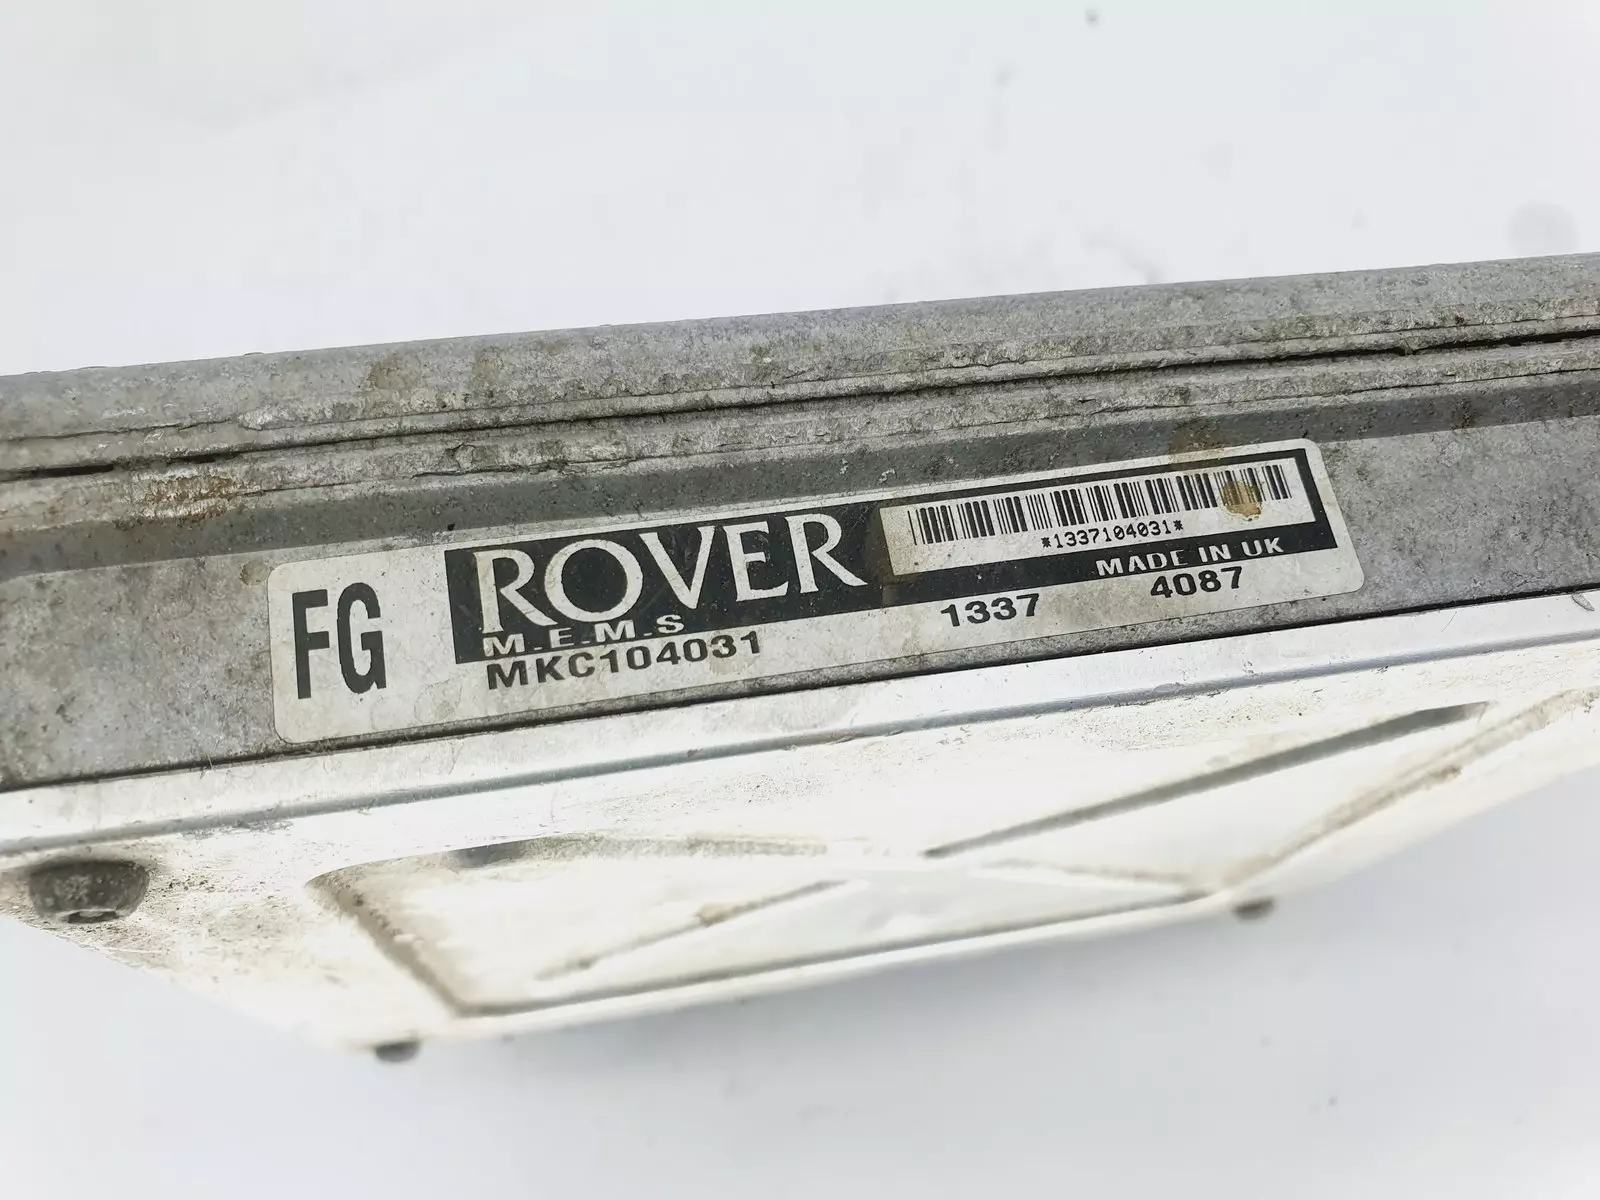 FG
ROVER
M.E.M.S
MKC104031
*1337104031*
MADE IN UK
1337 4087